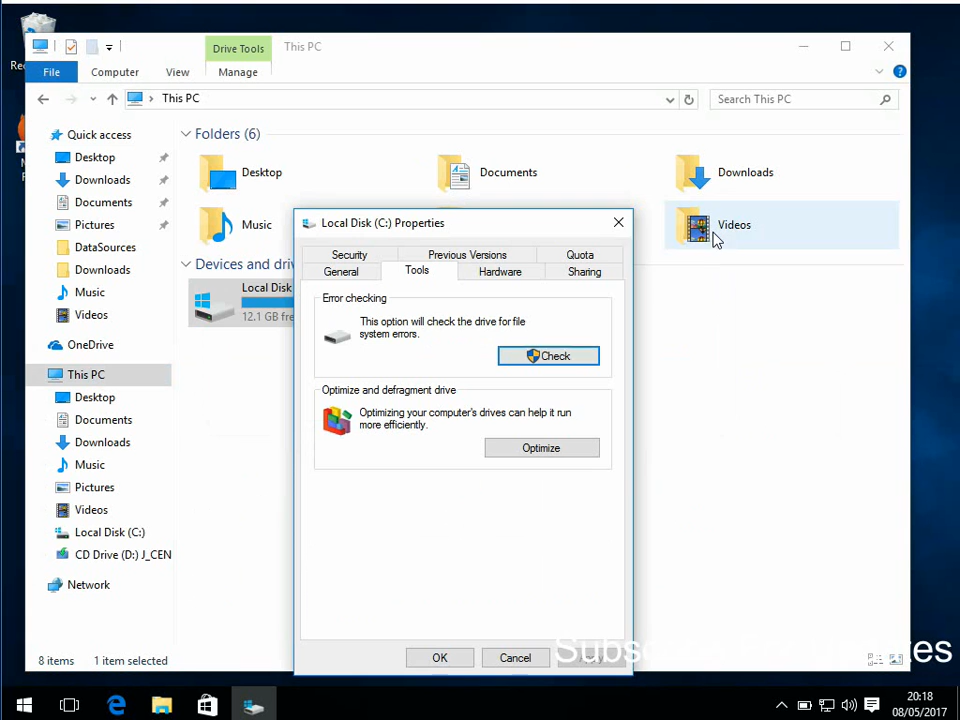 Rec
Drive Tools
This PC
File
Computer
View
Manage
This PC
Search This PC
Quick access
Desktop
Downloads
Documents
Pictures
DataSources
Downloads
Music
Videos
OneDrive
This PC
Desktop
Documents
Downloads
Music
Pictures
Videos
Local Disk (C:)
CD Drive (D:) J_CEN
Network
Folders (6)
Desktop
Documents
Downloads
Music
Videos
Devices and driv
Local Disk
12.1 GB free
Local Disk (C:) Properties
Security
Previous Versions
Quota
General
Tools
Hardware
Sharing
Error checking
This option will check the drive for file
system errors.
Check
Optimize and defragment drive
Optimizing your computer's drives can help it run
more efficiently.
Optimize
OK
Cancel
8 items
1 item selected
20:18
08/05/2017